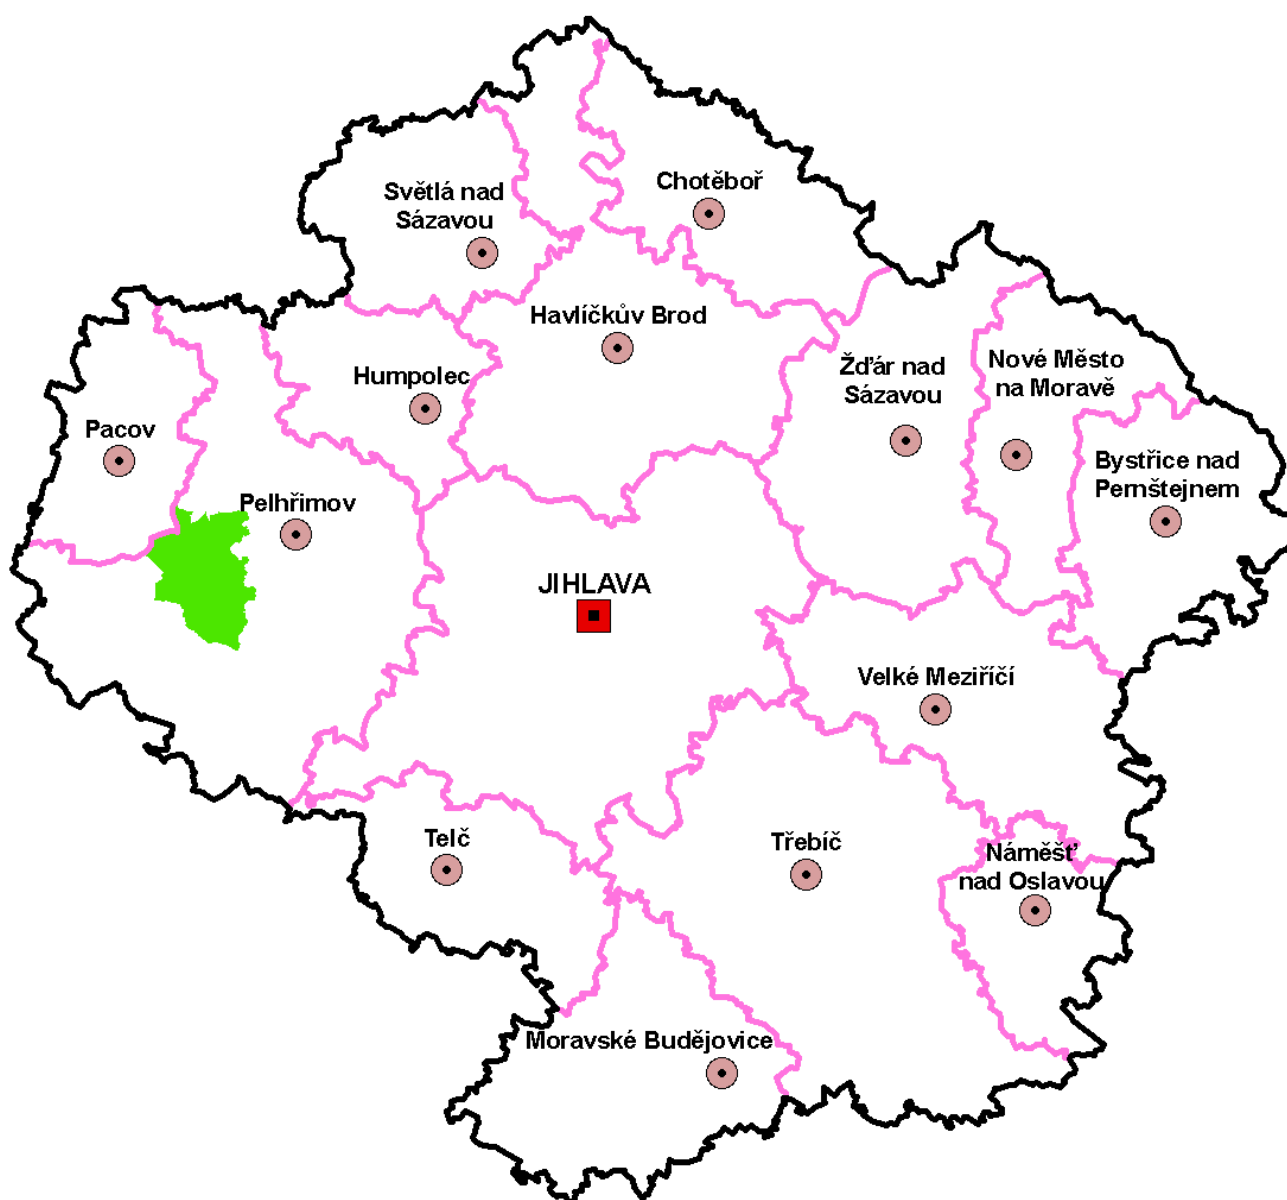 Chotěboř
Světlá nad
Sázavou
Havlíčkův Brod
Žďár nad
Sázavou
Nové Město
na Moravě
Humpolec
Pacov
Bystřice nad
Pernštejnem
Pelhřimov
JIHLAVA
Velké Meziříčí
Telč
Třebíč
Náměšť
nad Oslavou
Moravské Budějovice